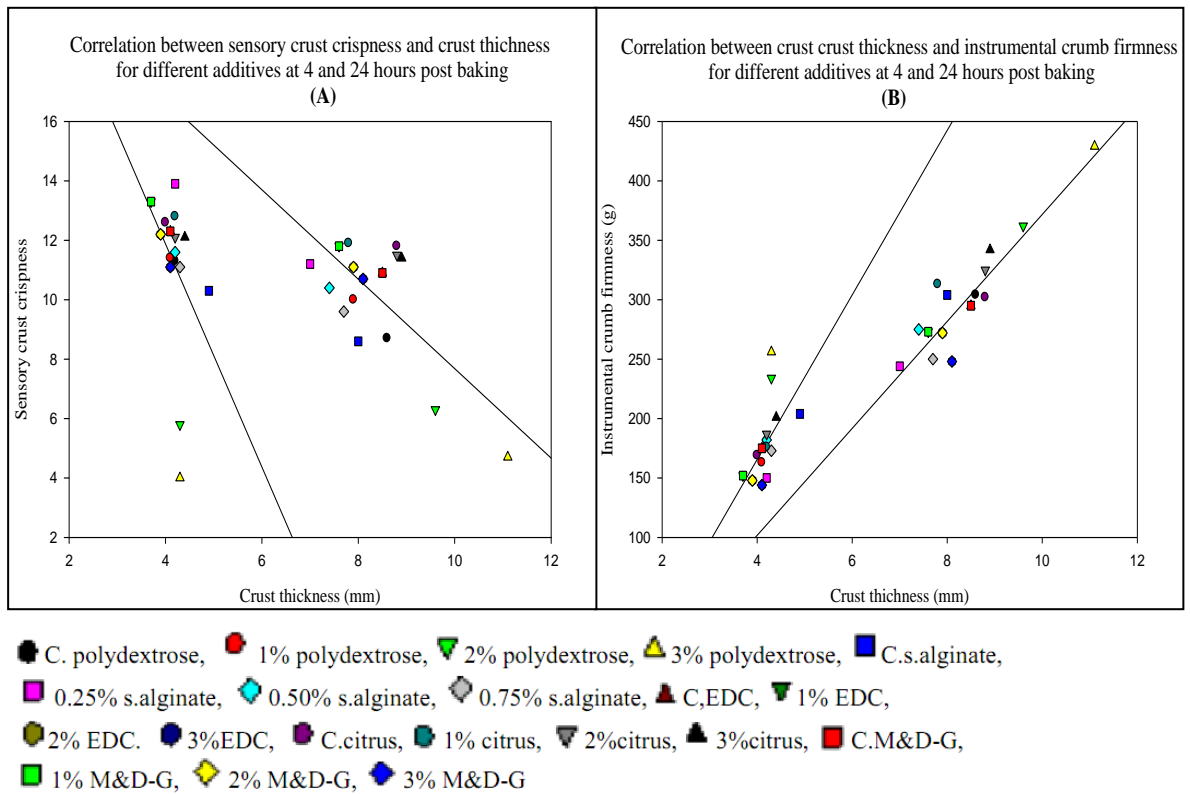 Correlation between sensory crust crispness and crust thichness
for different additives at 4 and 24 hours post baking
(A)
16
14
12
10
8
6
4
2
Sensory crust crispness
2
4
6
8
10
12
Crust thickness (mm)
Correlation between crust crust thickness and instrumental crumb firmness
for different additives at 4 and 24 hours post baking
(B)
450
400
350
300
250
200
150
100
Instrumental crumb firmness (g)
2
4
6
8
10
12
Crust thickness (mm)
C. polydextrose, 1% polydextrose, 2% polydextrose, 3% polydextrose, C.s.alginate,
0.25% s.alginate, 0.50% s.alginate, 0.75% s.alginate, C,EDC, 1% EDC,
2% EDC. 3%EDC, C.citrus, 1% citrus, 2%citrus, 3%citrus, C.M&D-G,
1% M&D-G, 2% M&D-G, 3% M&D-G